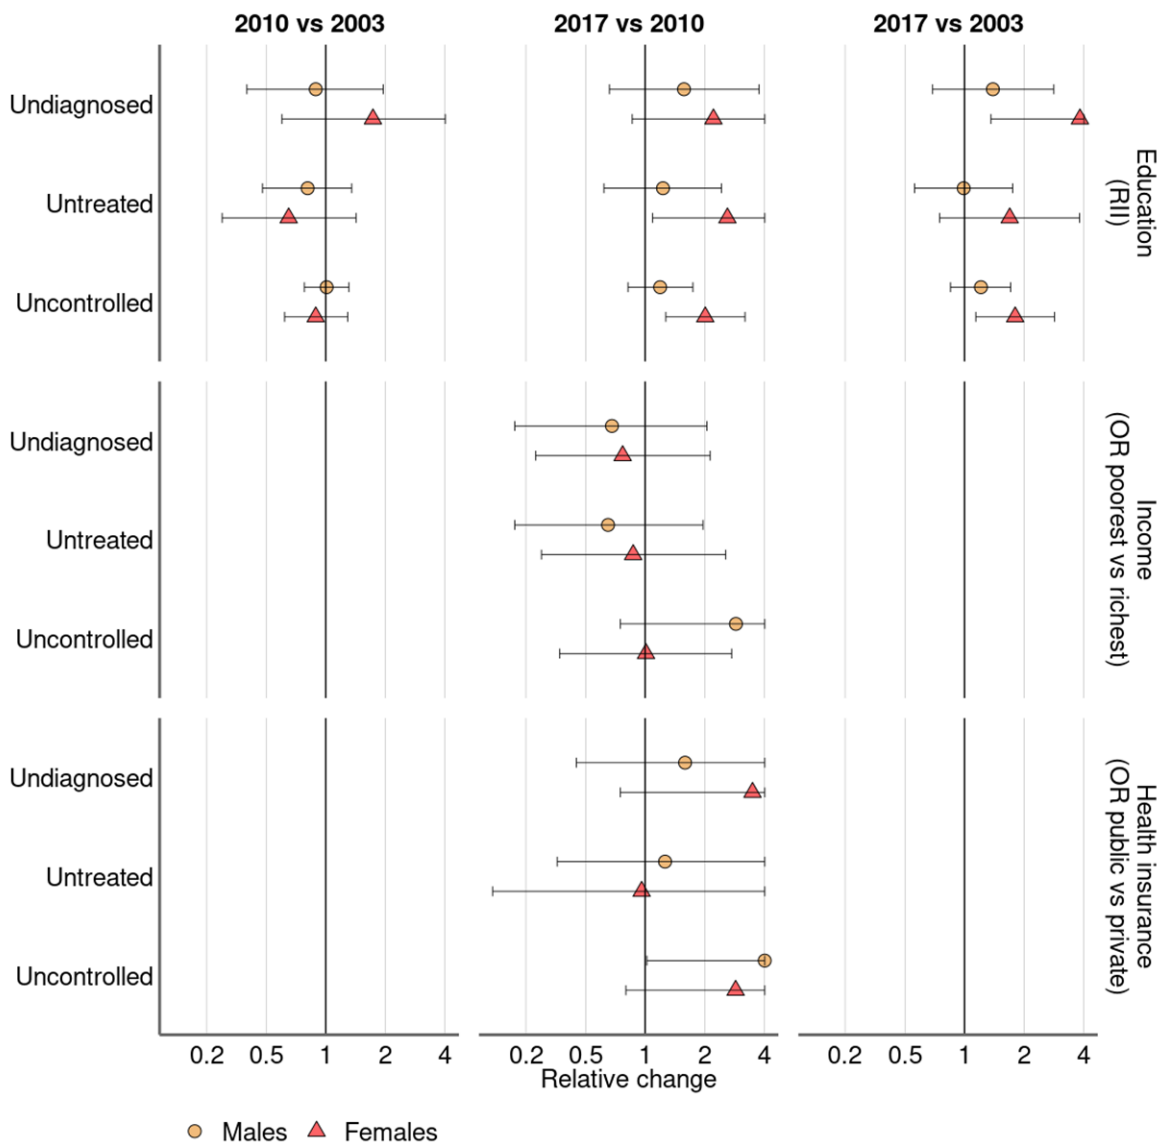 2010 vs 2003
2017 vs 2010
2017 vs 2003
Undiagnosed
Untreated
Uncontrolled
Education
(RII)
Undiagnosed
Untreated
Uncontrolled
Income
(OR poorest vs richest)
Undiagnosed
Untreated
Uncontrolled
Health insurance
(OR public vs private)
0.2 0.5 1 2 4
0.2 0.5 1 2 4
0.2 0.5 1 2 4
Relative change
Males Females